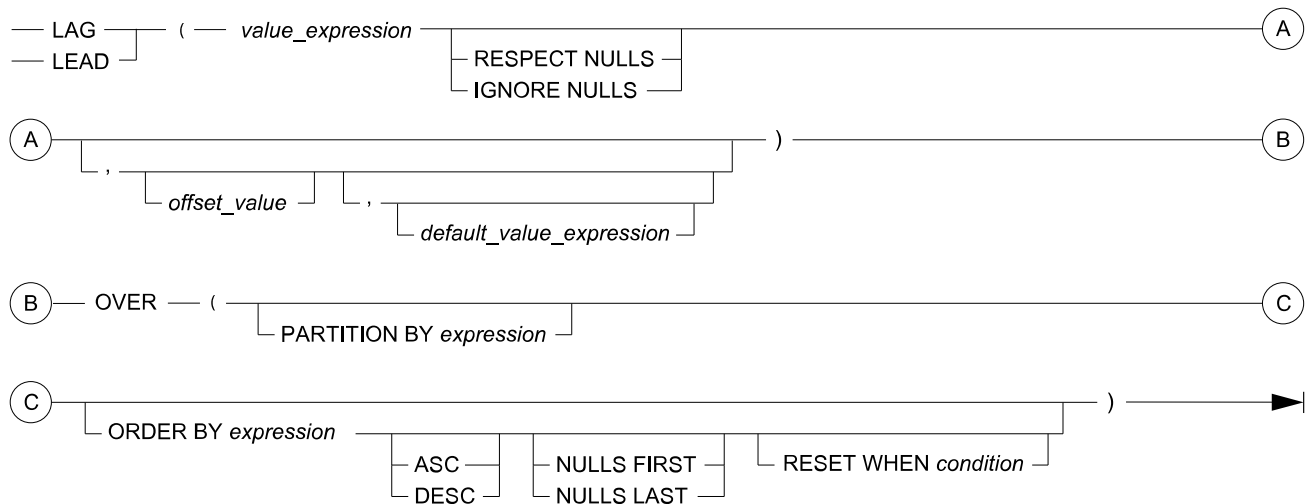 LAG ( value_expression A
LEAD RESPECT NULLS
IGNORE NULLS
A ) B
, offset_value , default_value_expression
B OVER ( C
PARTITION BY expression
C ) 
ORDER BY expression
ASC NULLS FIRST RESET WHEN condition
DESC NULLS LAST